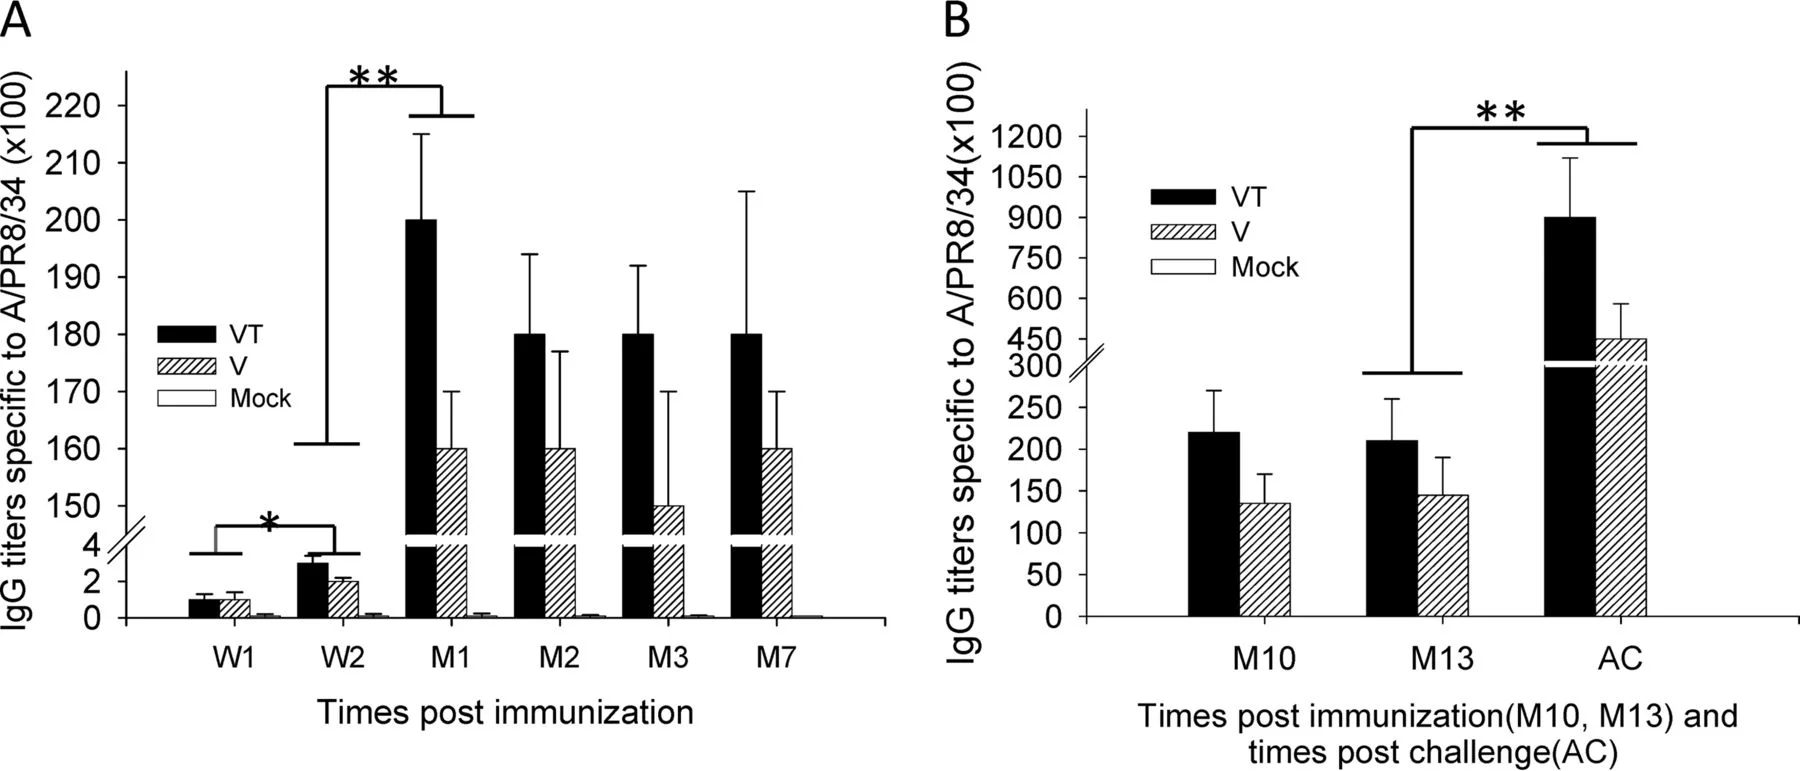 A
IgG titers specific to A/PR8/34 (x100)
220
210
200
190
180
170
160
150
4
2
0
**
*
VT
V
Mock
W1 W2 M1 M2 M3 M7
Times post immunization
B
IgG titers specific to A/PR8/34(x100)
1200
1050
900
750
600
450
300
250
200
150
100
50
0
**
VT
V
Mock
M10 M13 AC
Times post immunization(M10, M13) and
times post challenge(AC)